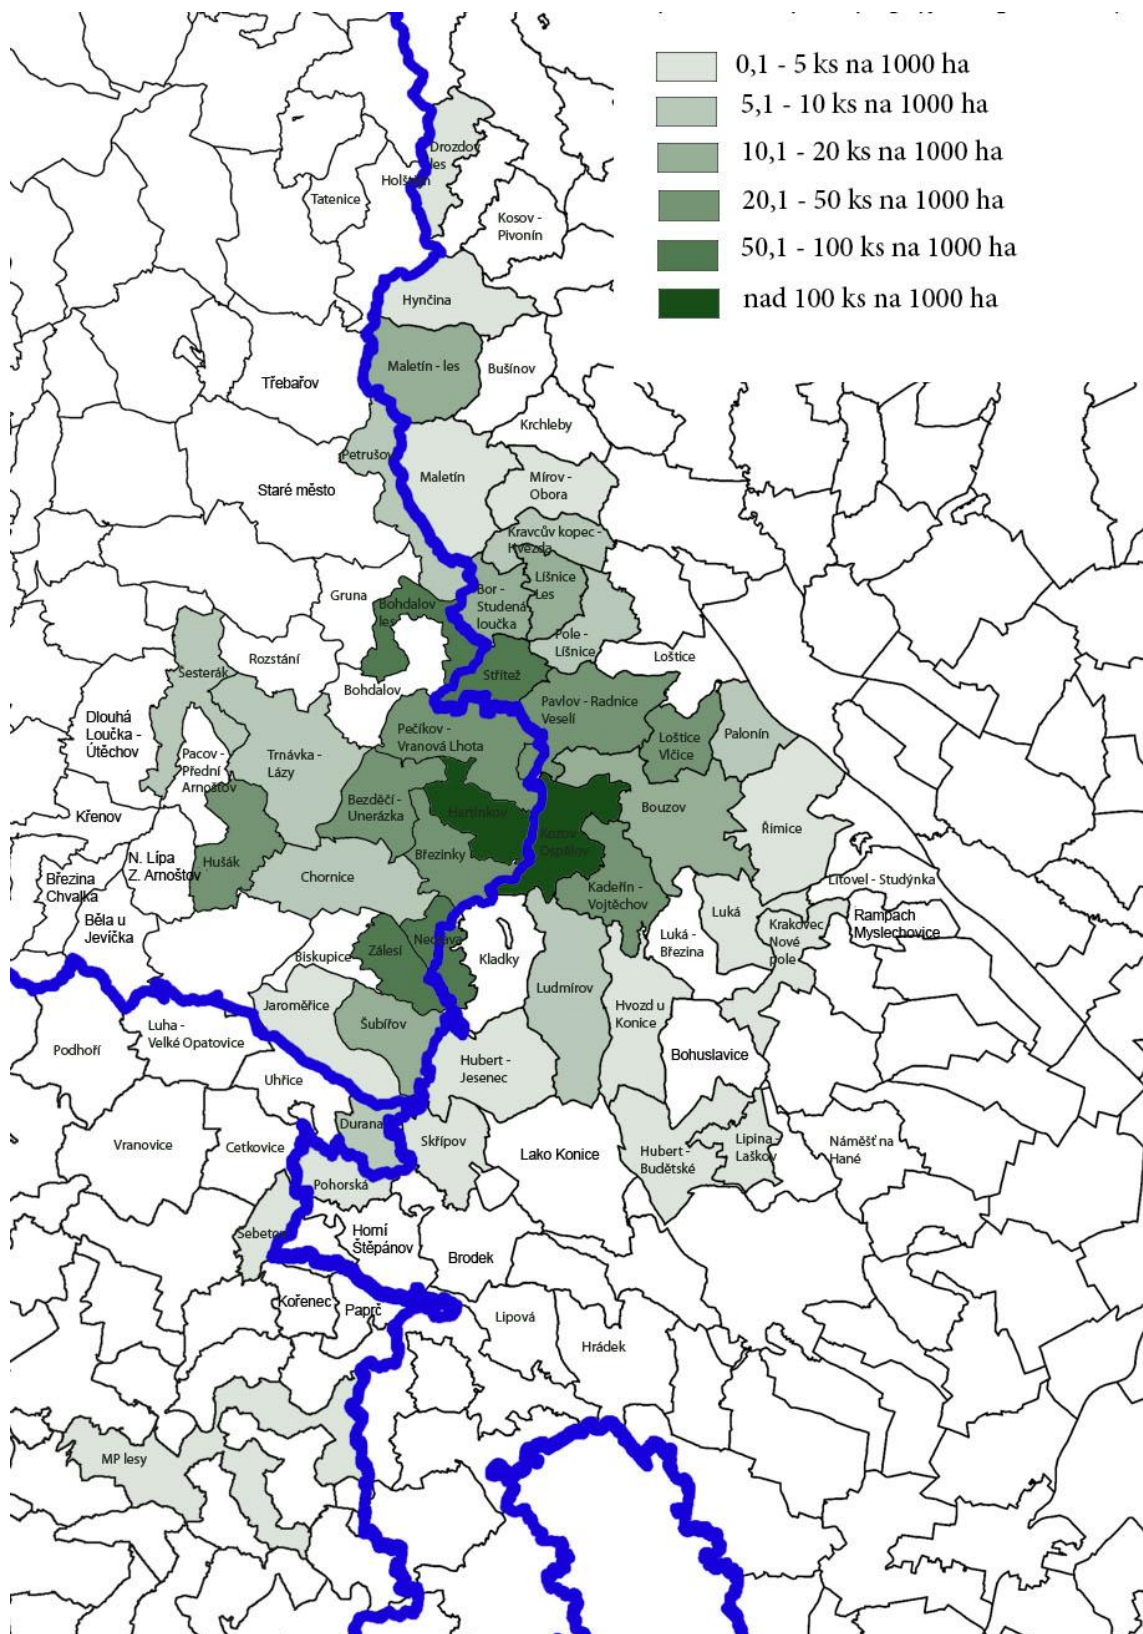 0,1 - 5 ks na 1000 ha
5,1 - 10 ks na 1000 ha
10,1 - 20 ks na 1000 ha
20,1 - 50 ks na 1000 ha
50,1 - 100 ks na 1000 ha
nad 100 ks na 1000 ha
Drozdov
les
Holštejn
Tatenice
Kosov -
Pivonín
Hynčina
Maletín - les
Bušínov
Třebařov
Krchleby
Petrušov
Maletín
Mírov -
Obora
Staré město
Kravcův kopec -
Hvězda
Líšnice
Les
Bor -
Studená
loučka
Gruna
Bohdalov
les
Pole -
Líšnice
Loštice
Rozstání
Šesterák
Střítež
Bohdalov
Pavlov - Radnice
Veselí
Dlouhá
Loučka -
Útěchov
Pečíkov -
Vranová Lhota
Loštice
Vlčice
Palonín
Pacov -
Přední
Arnoštov
Trnávka -
Lázy
Bezděčí -
Unerázka
Hartinkov
Bouzov
Křenov
Kozov
Ospělov
Římice
Březinky
N. Lípa
Z. Arnoštov
Hušák
Chornice
Březina
Chvalka
Kadeřín -
Vojtěchov
Litovel - Studýnka
Běla u
Jevíčka
Luká
Krakovec
Nové
pole
Rampach
Myslechovice
Biskupice
Zálesí
Nectava
Kladky
Luká -
Březina
Ludmírov
Jaroměřice
Hvozd u
Konice
Šubířov
Luha -
Velké Opatovice
Podhoří
Hubert -
Jesenec
Bohuslavice
Uhřice
Durana
Vranovice
Cetkovice
Skřípov
Lako Konice
Hubert -
Budětské
Lipina -
Laškov
Náměšť na
Hané
Pohorská
Šebetov
Horní
Štěpánov
Brodek
Kořenec
Paprč
Lipová
Hrádek
MP lesy